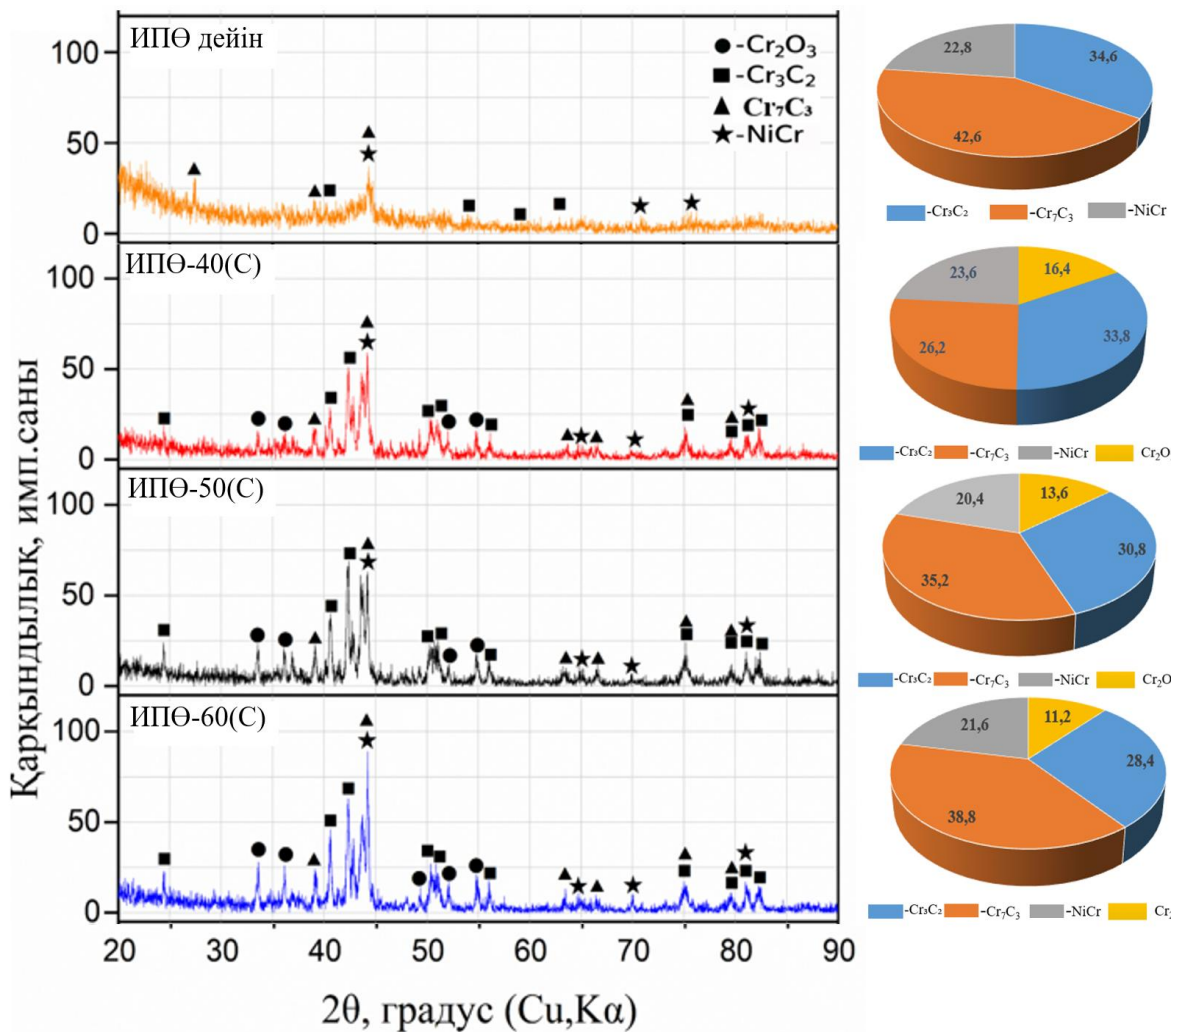 ИПӨ дейін
●-Cr₂O₃
■-Cr₃C₂
▲ Cr₇C₃
★-NiCr
100
50
0
ИПӨ-40(С)
100
50
0
ИПӨ-50(С)
100
50
0
ИПӨ-60(С)
100
50
0
20 30 40 50 60 70 80 90
2θ, градус (Cu,Kα)
Қарқындылық, имп.саны
22,8
34,6
42,6
-Cr₃C₂ -Cr₇C₃ -NiCr
23,6
16,4
26,2
33,8
-Cr₃C₂ -Cr₇C₃ -NiCr Cr₂O
20,4
13,6
35,2
30,8
-Cr₃C₂ -Cr₇C₃ -NiCr Cr₂O
21,6
11,2
38,8
28,4
-Cr₃C₂ -Cr₇C₃ -NiCr Cr₂